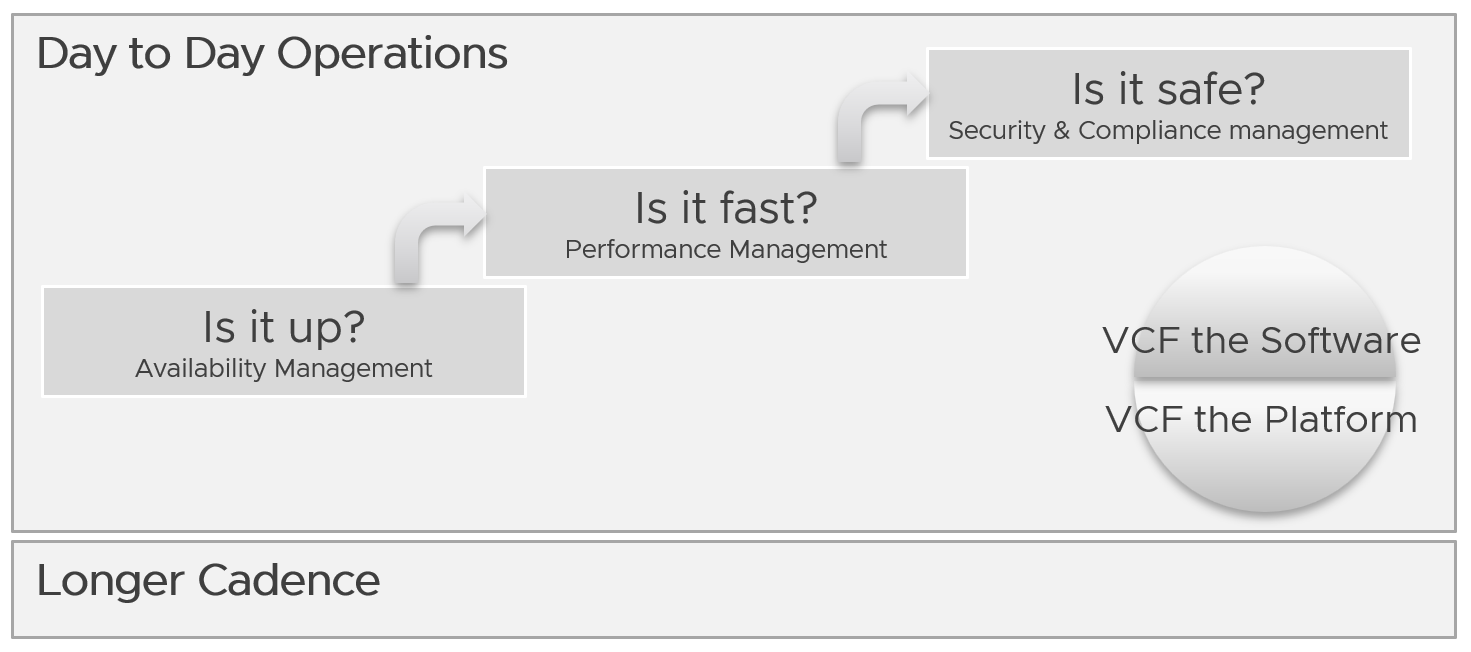 Day to Day Operations
Is it safe?
Security & Compliance management
Is it fast?
Performance Management
Is it up?
Availability Management
VCF the Software
VCF the Platform
Longer Cadence